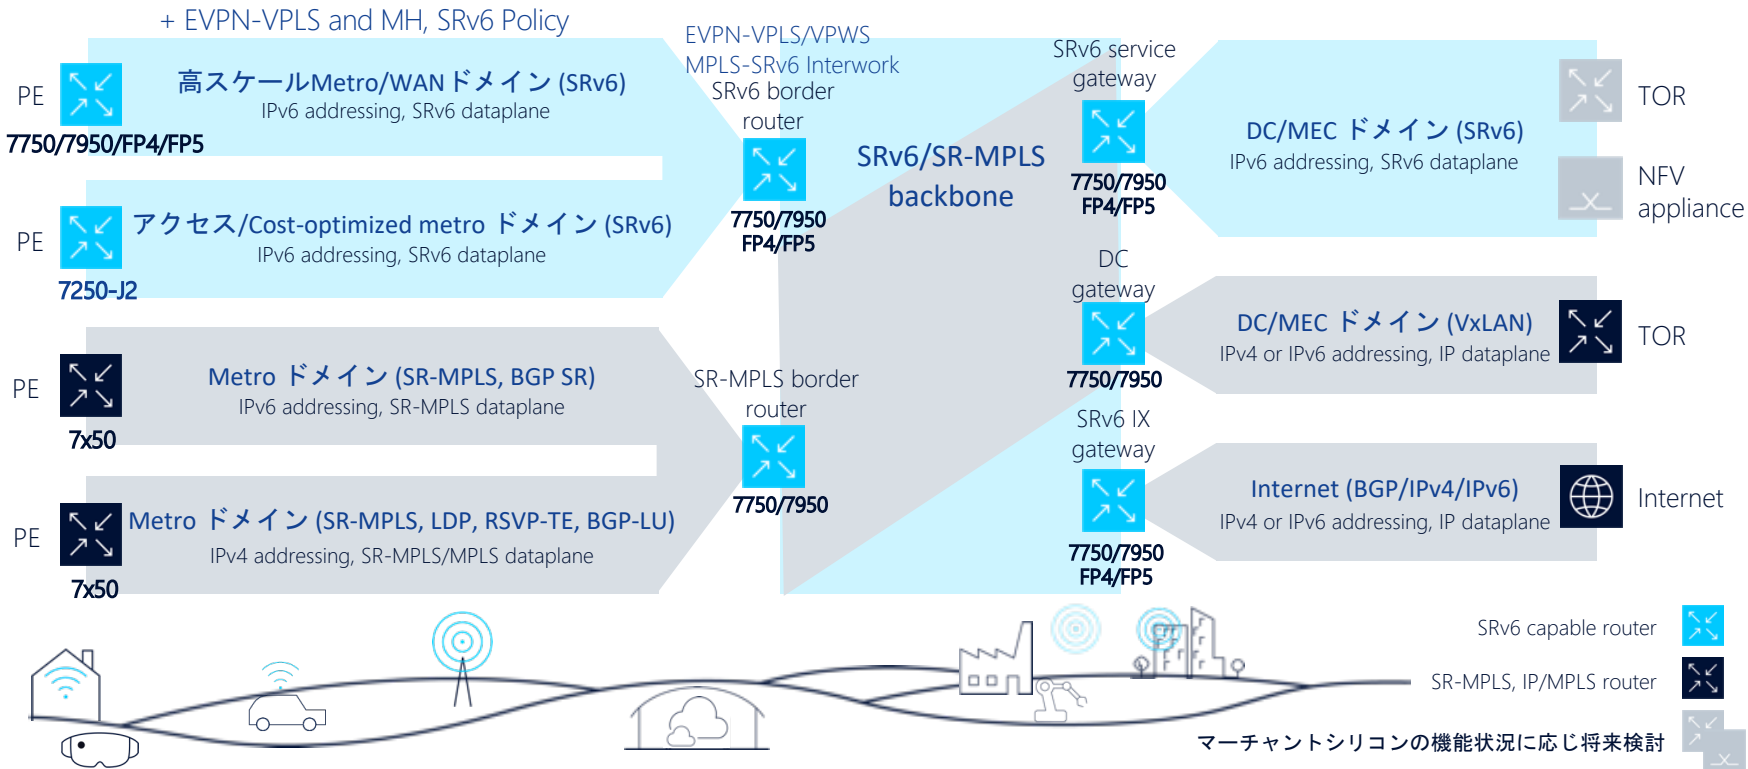 + EVPN-VPLS and MH, SRv6 Policy
PE
7750/7950/FP4/FP5
高スケールMetro/WANドメイン (SRv6)
IPv6 addressing, SRv6 dataplane
PE
7250-J2
アクセス/Cost-optimized metro ドメイン (SRv6)
IPv6 addressing, SRv6 dataplane
PE
7x50
Metro ドメイン (SR-MPLS, BGP SR)
IPv6 addressing, SR-MPLS dataplane
PE
7x50
Metro ドメイン (SR-MPLS, LDP, RSVP-TE, BGP-LU)
IPv4 addressing, SR-MPLS/MPLS dataplane
EVPN-VPLS/VPWS
MPLS-SRv6 Interwork
SRv6 border
router
7750/7950
FP4/FP5
SR-MPLS border
router
7750/7950
SRv6/SR-MPLS
backbone
SRv6 service
gateway
7750/7950
FP4/FP5
DC
gateway
7750/7950
SRv6 IX
gateway
7750/7950
FP4/FP5
DC/MEC ドメイン (SRv6)
IPv6 addressing, SRv6 dataplane
TOR
NFV
appliance
DC/MEC ドメイン (VxLAN)
IPv4 or IPv6 addressing, IP dataplane
TOR
Internet (BGP/IPv4/IPv6)
IPv4 or IPv6 addressing, IP dataplane
Internet
SRv6 capable router
SR-MPLS, IP/MPLS router
マーチャントシリコンの機能状況に応じ将来検討